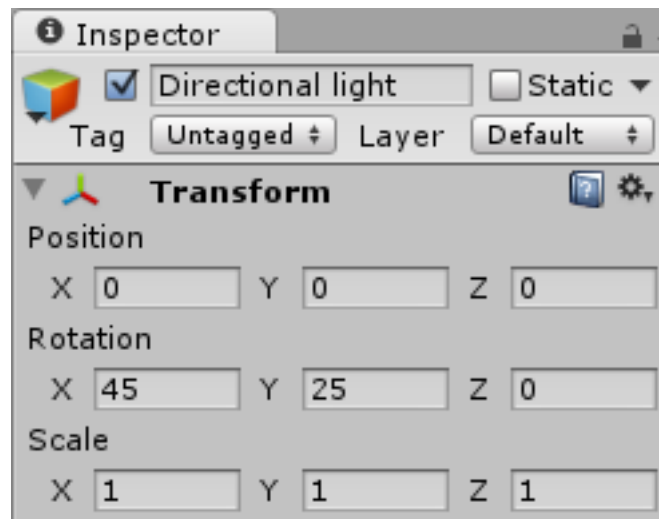 Inspector
Directional light Static
Tag Untagged Layer Default
Transform
Position
X 0 Y 0 Z 0
Rotation
X 45 Y 25 Z 0
Scale
X 1 Y 1 Z 1